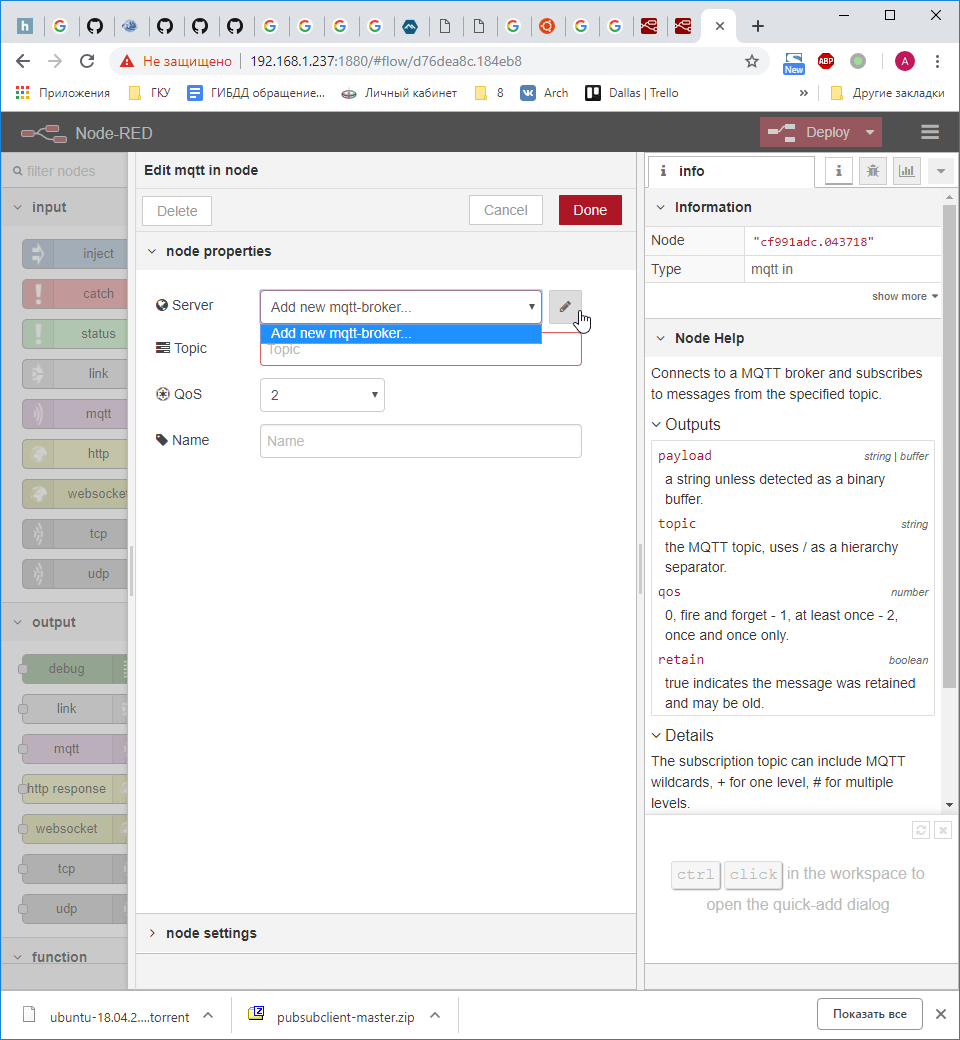 Не защищено
192.168.1.237:1880/#flow/d76dea8c.184eb8
New
ABP
A
Приложения
ГКУ
ГИБДД обращение...
Личный кабинет
8
Arch
Dallas | Trello
»
Другие закладки
Node-RED
Deploy
filter nodes
input
inject
catch
status
link
mqtt
http
websocket
tcp
udp
output
debug
link
mqtt
http response
websocket
tcp
udp
function
Edit mqtt in node
Delete
Cancel
Done
node properties
Server
Add new mqtt-broker...
Add new mqtt-broker...
Topic
Topic
QoS
2
Name
Name
node settings
info
Information
Node
"cf991adc.043718"
Type
mqtt in
show more
Node Help
Connects to a MQTT broker and subscribes
to messages from the specified topic.
Outputs
payload
string | buffer
a string unless detected as a binary
buffer.
topic
string
the MQTT topic, uses / as a hierarchy
separator.
qos
number
0, fire and forget - 1, at least once - 2,
once and once only.
retain
boolean
true indicates the message was retained
and may be old.
Details
The subscription topic can include MQTT
wildcards, + for one level, # for multiple
levels.
ctrl click in the workspace to
open the quick-add dialog
ubuntu-18.04.2....torrent
pubsubclient-master.zip
Показать все